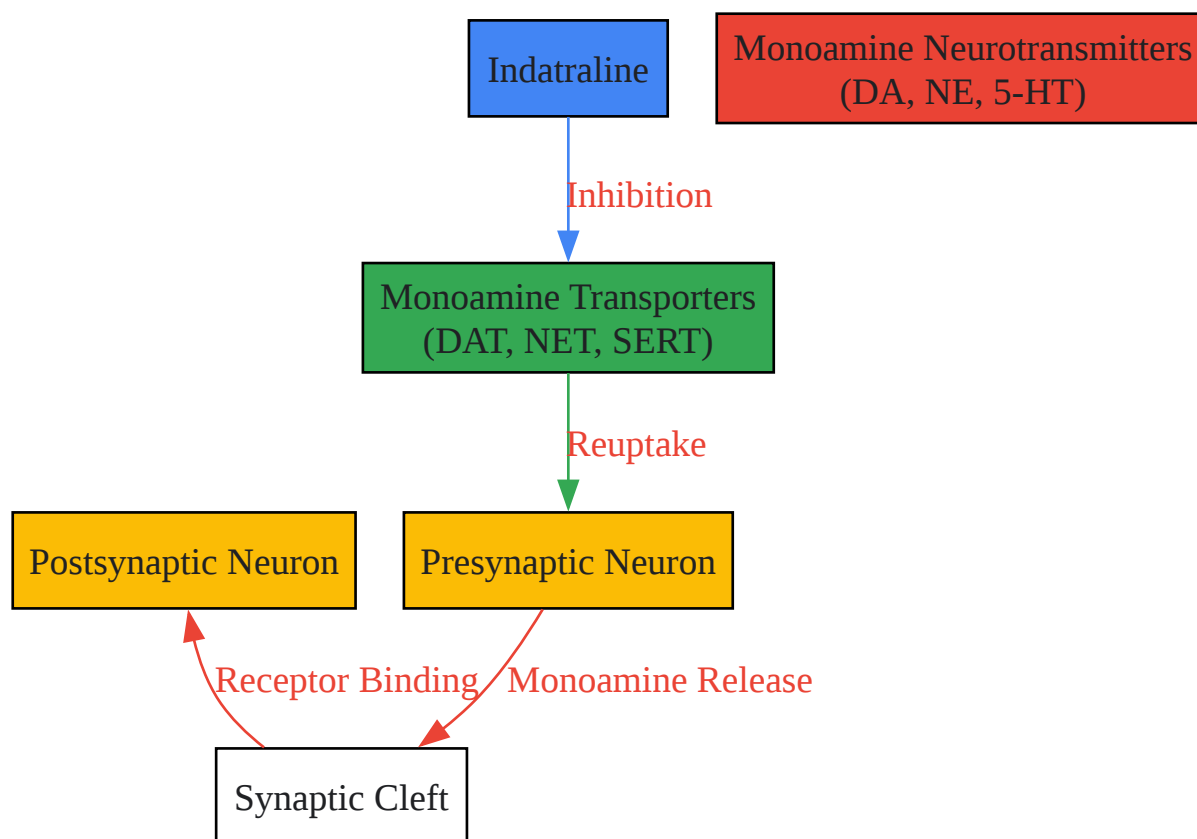 Indatraline
Monoamine Neurotransmitters
(DA, NE, 5-HT)
Inhibition
Monoamine Transporters
(DAT, NET, SERT)
Reuptake
Postsynaptic Neuron
Presynaptic Neuron
Receptor Binding
Monoamine Release
Synaptic Cleft